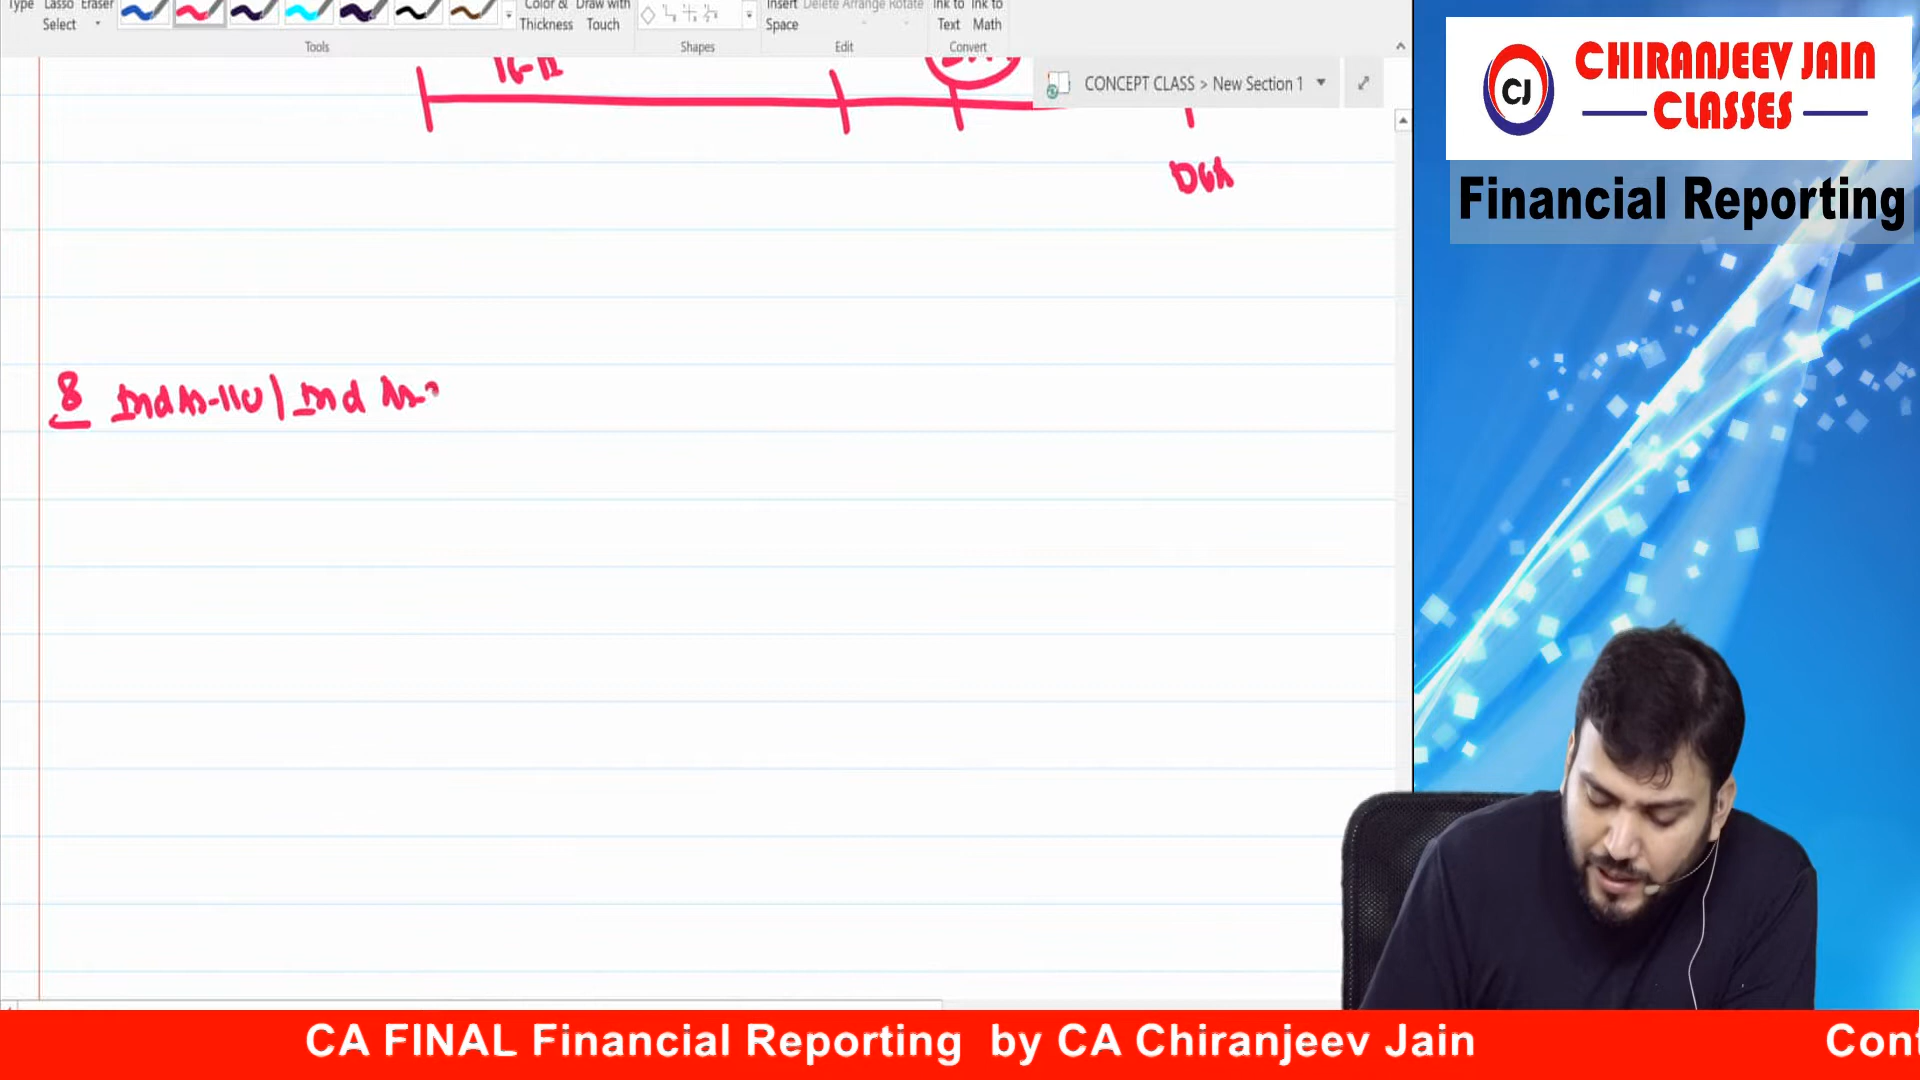 Type Lasso Eraser
Select
Color & Draw with
Thickness Touch
Insert Delete Arrange Rotate
Space
Ink to Ink to
Text Math
Tools
Shapes
Edit
Convert
CONCEPT CLASS > New Section 1
8 Ind As-110 | Ind As
CJ
CHIRANJEEV JAIN
CLASSES
Financial Reporting
CA FINAL Financial Reporting by CA Chiranjeev Jain